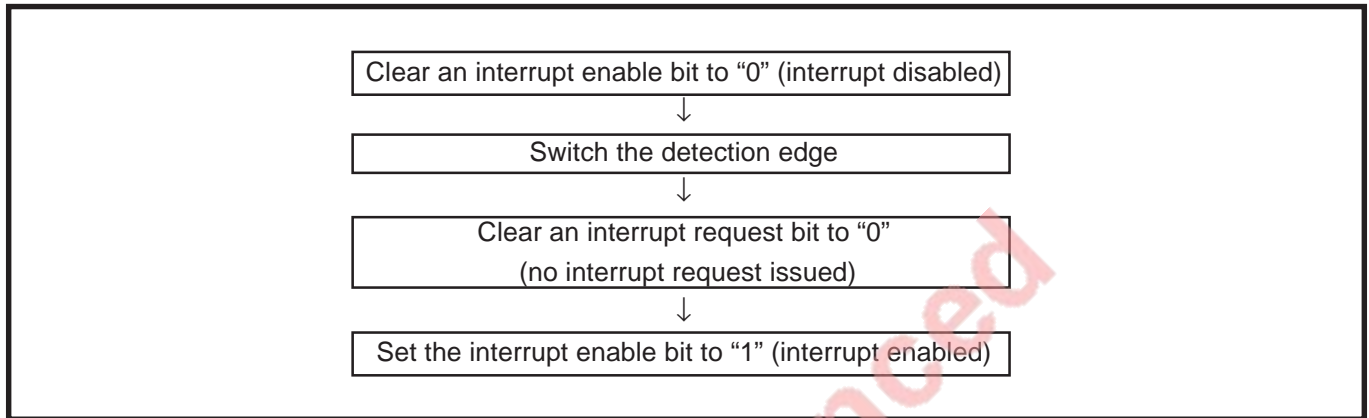 Clear an interrupt enable bit to “0” (interrupt disabled)
↓
Switch the detection edge
↓
Clear an interrupt request bit to “0”
(no interrupt request issued)
↓
Set the interrupt enable bit to “1” (interrupt enabled)